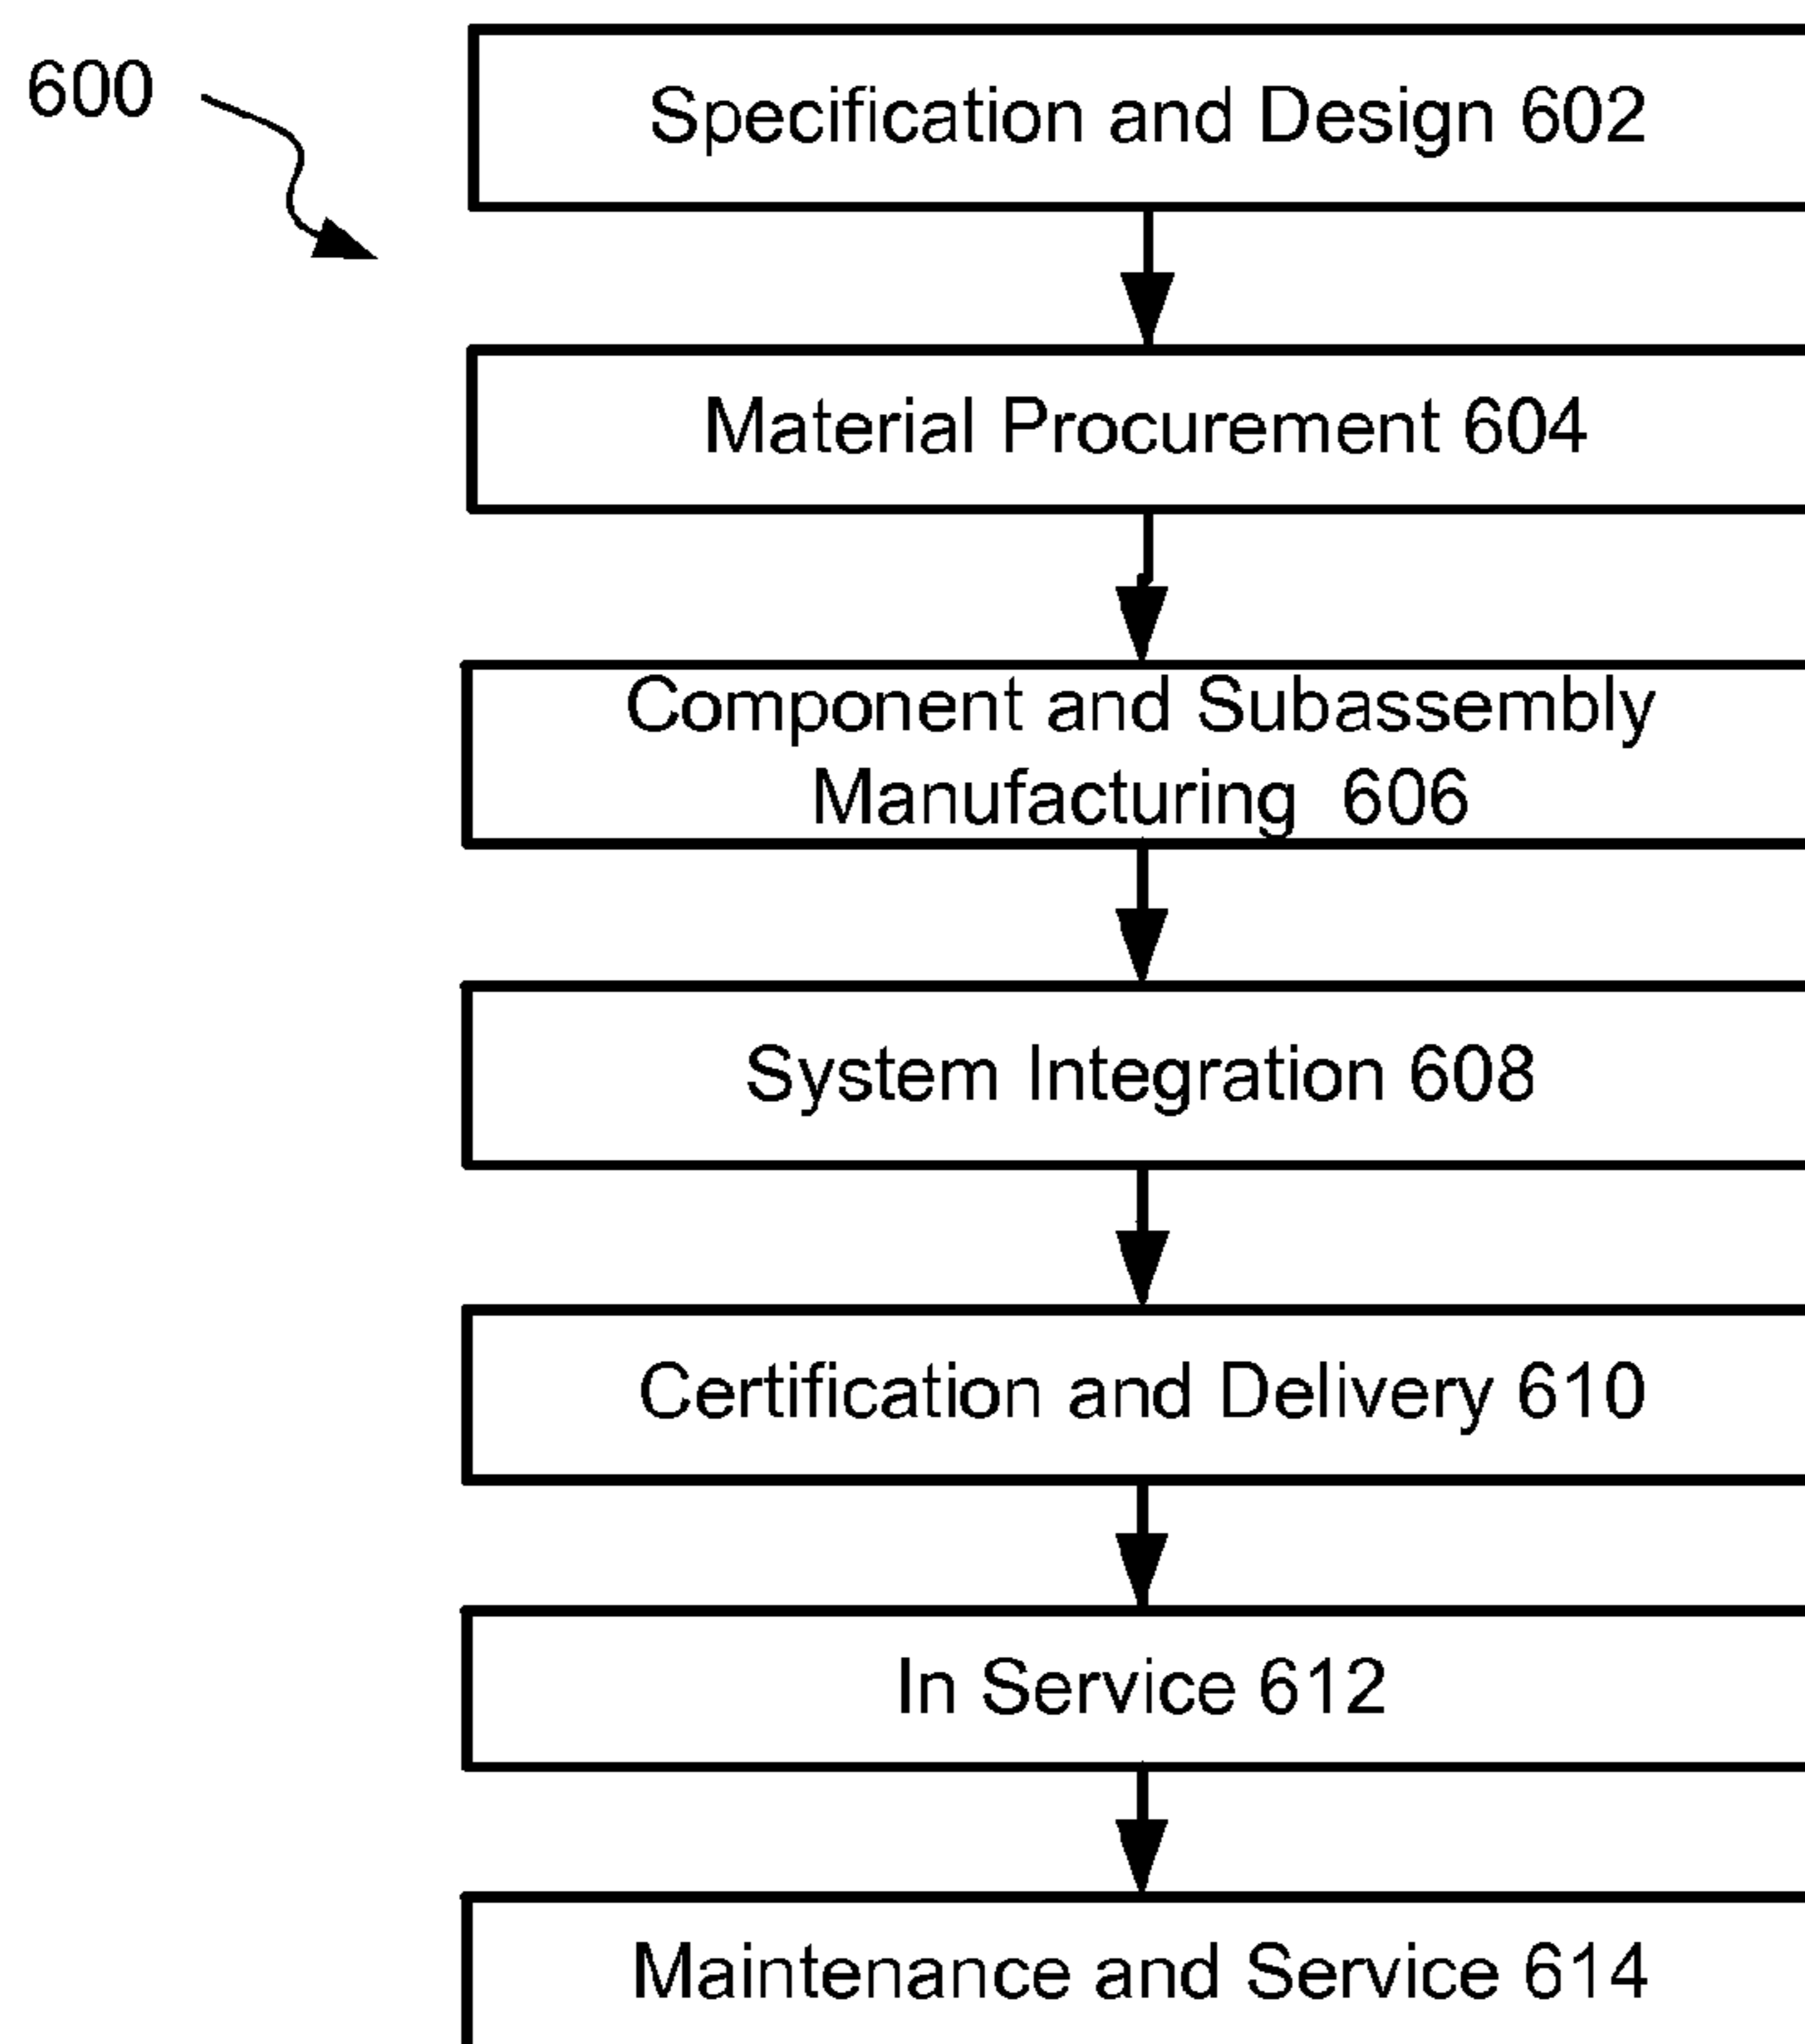 600
Specification and Design 602
Material Procurement 604
Component and Subassembly
Manufacturing 606
System Integration 608
Certification and Delivery 610
In Service 612
Maintenance and Service 614